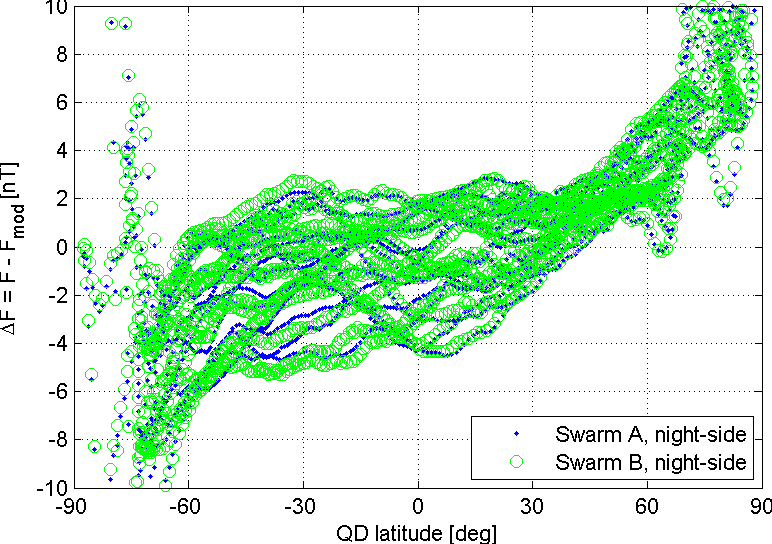 10
8
6
4
2
0
-2
-4
-6
-8
-10
ΔF = F - Fmod [nT]
Swarm A, night-side
Swarm B, night-side
-90 -60 -30 0 30 60 90
QD latitude [deg]